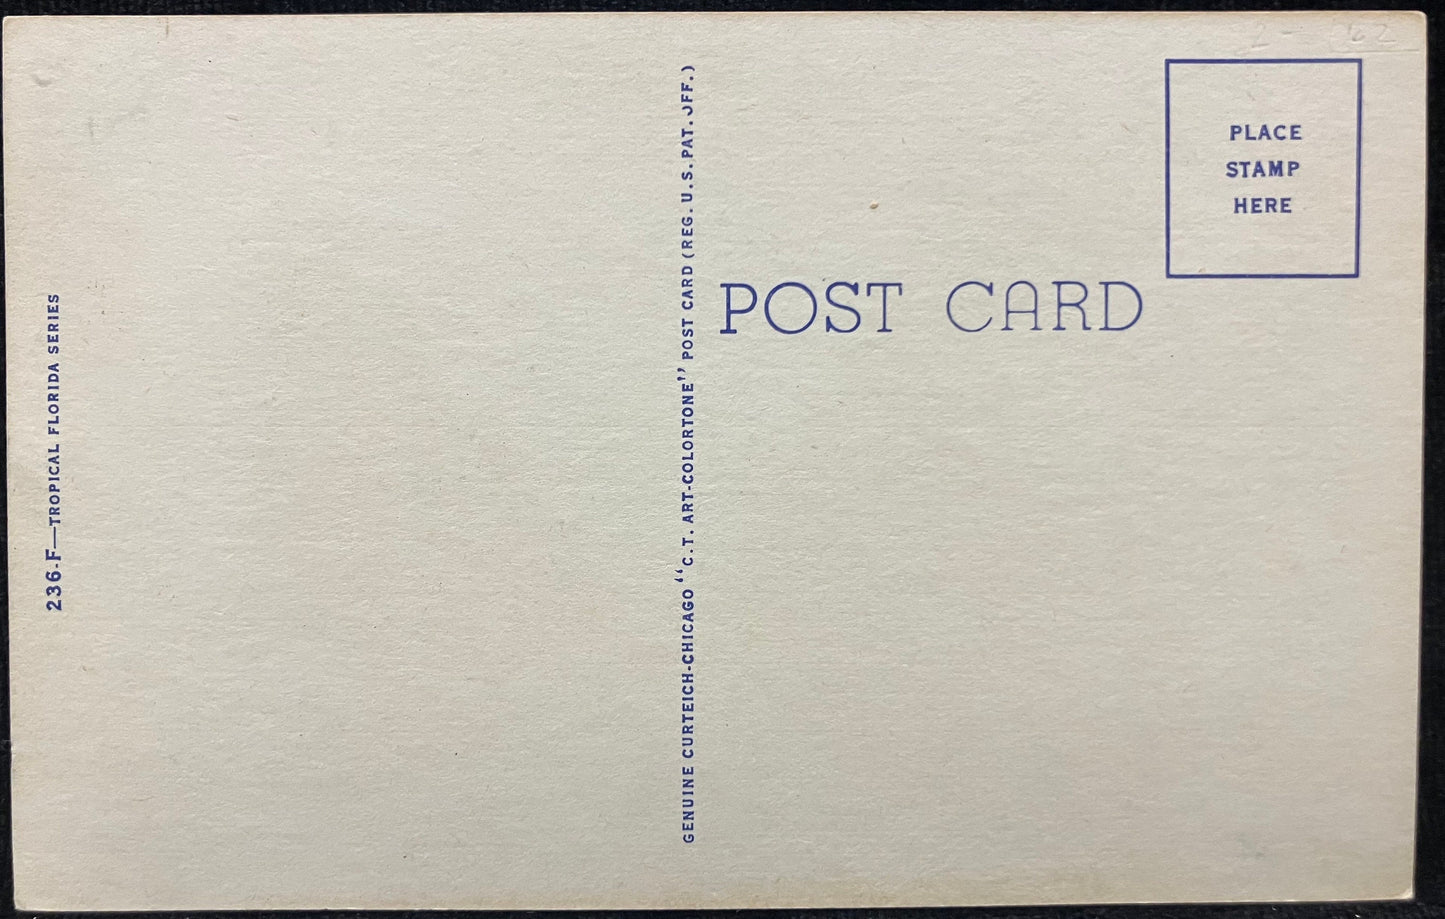 236-F—TROPICAL FLORIDA SERIES
GENUINE CURTEICH-CHICAGO "C.T. ART-COLORTONE" POST CARD (REG. U.S. PAT. OFF.)
POST CARD
PLACE
STAMP
HERE